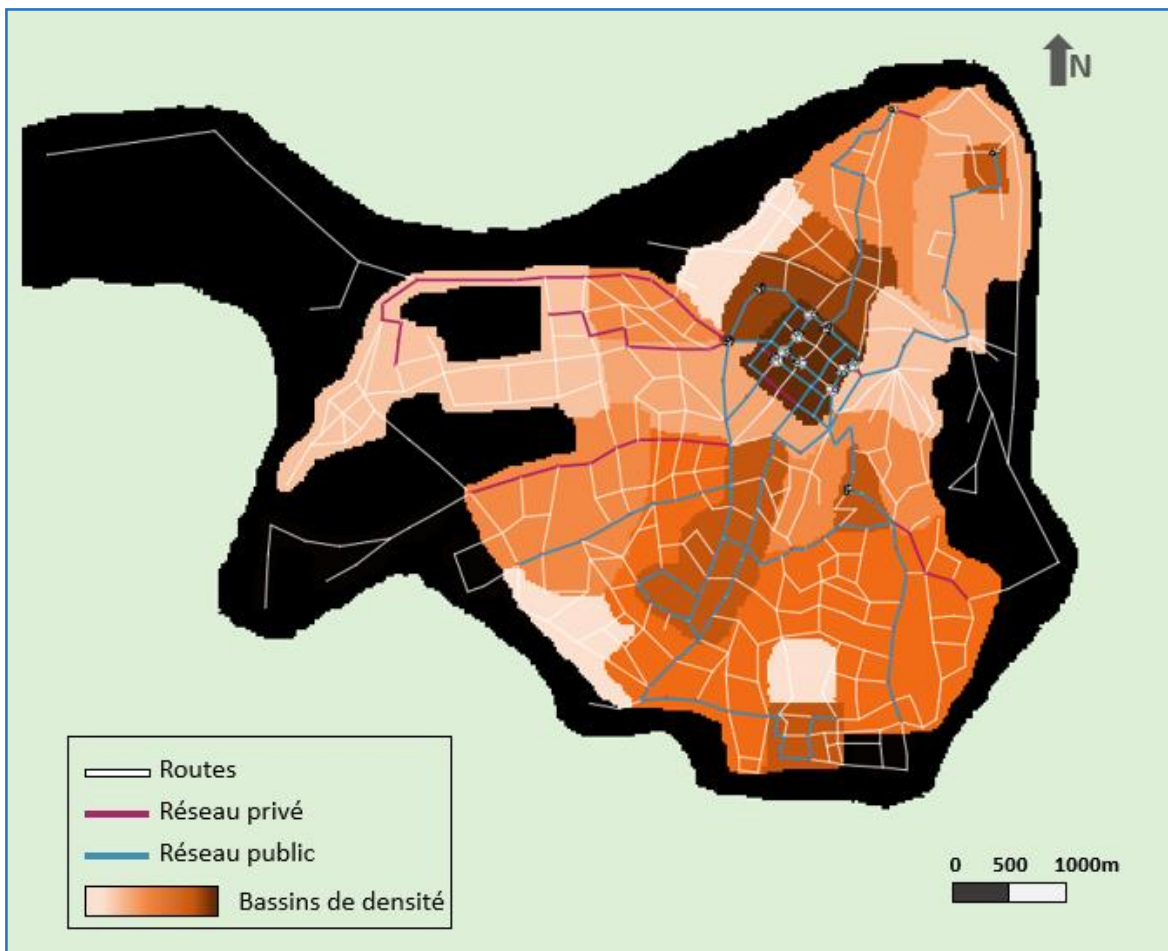 N
Routes
Réseau privé
Réseau public
Bassins de densité
0 500 1000m